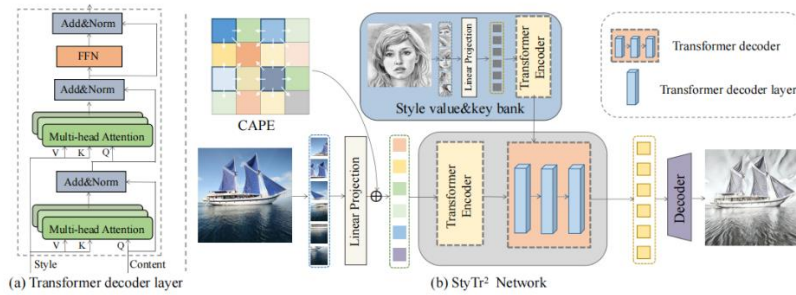 Add&Norm
FFN
Add&Norm
Multi-head Attention
V K Q
Add&Norm
Multi-head Attention
V K Q
Style Content
(a) Transformer decoder layer
CAPE
Linear Projection
Transformer Encoder
Style value&key bank
Transformer decoder
Transformer decoder layer
Linear Projection
Transformer Encoder
Decoder
(b) StyTr² Network